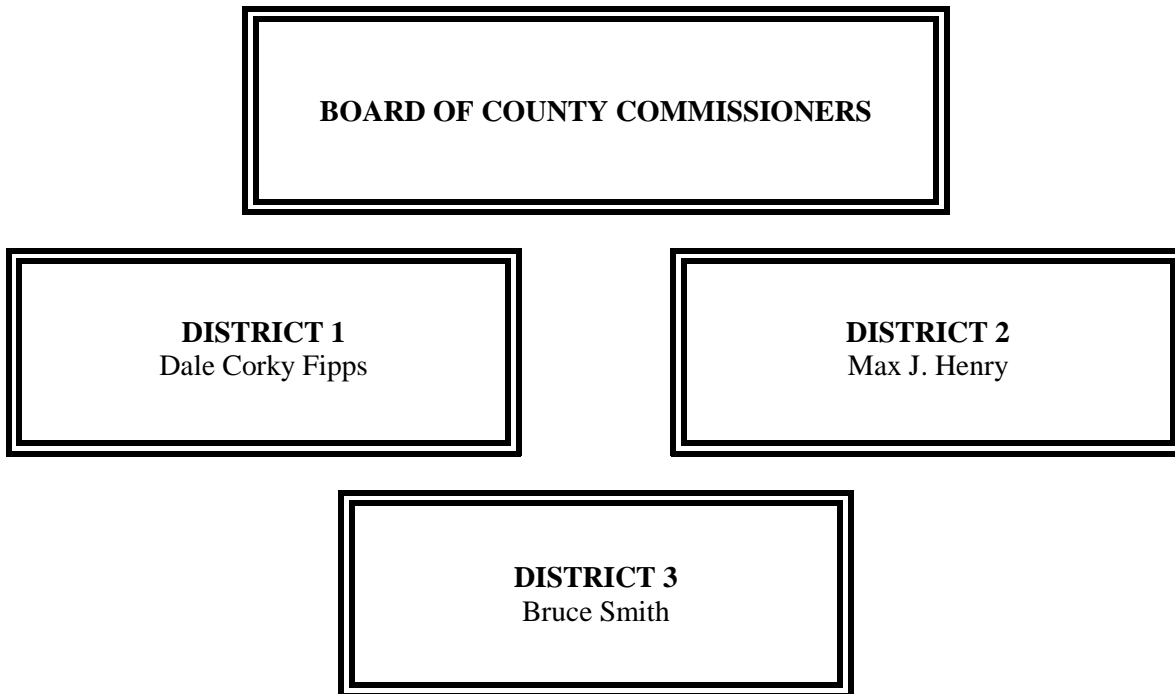 BOARD OF COUNTY COMMISSIONERS
DISTRICT 1
Dale Corky Fipps
DISTRICT 2
Max J. Henry
DISTRICT 3
Bruce Smith